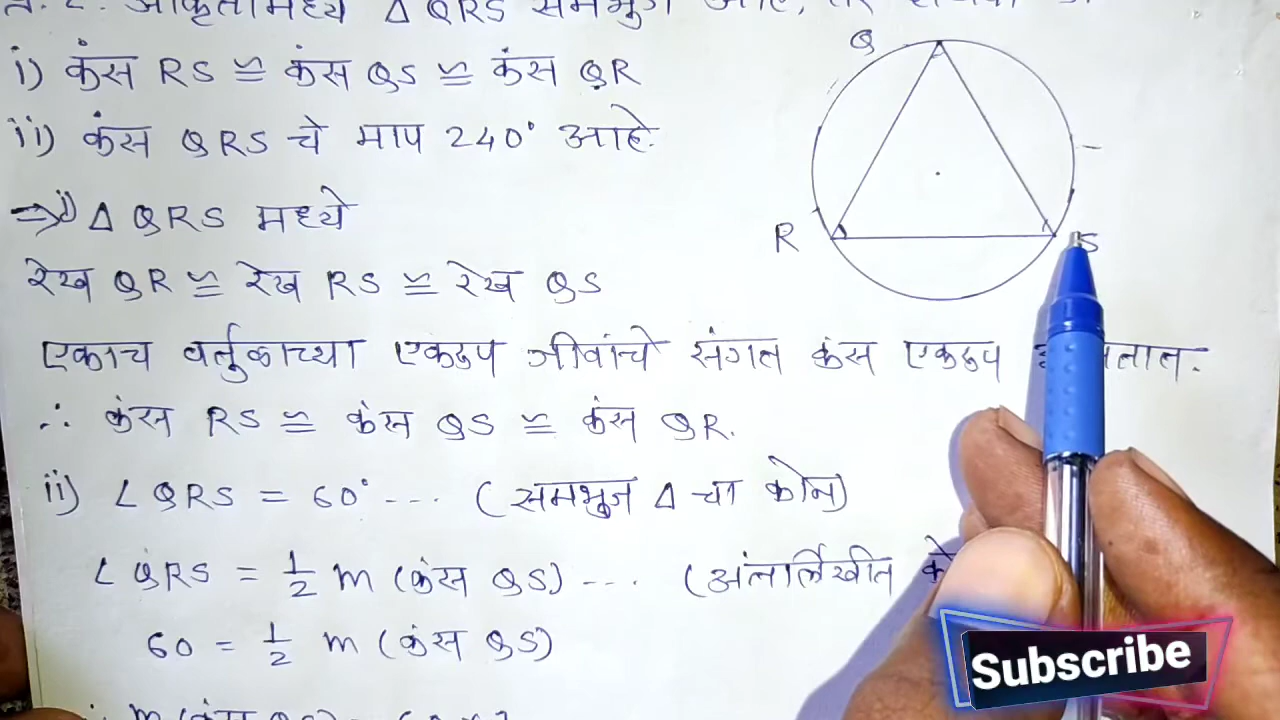 आकृतीमध्ये Δ QRS समभुज आहे, तर
i) कंस RS ≅ कंस QS ≅ कंस QR
ii) कंस QRS चे माप 240° आहे.
Q
R
S
⇒ i) Δ QRS मध्ये
रेख QR ≅ रेख RS ≅ रेख QS
एकाच वर्तुळाच्या एकरुप जीवांचे संगत कंस एकरुप
∴ कंस RS ≅ कंस QS ≅ कंस QR.
ii) ∠QRS = 60° --- (समभुज Δ चा कोन)
∠QRS = 1/2 m (कंस QS) --- (अंतर्लिखीत
60 = 1/2 m (कंस QS)
Subscribe